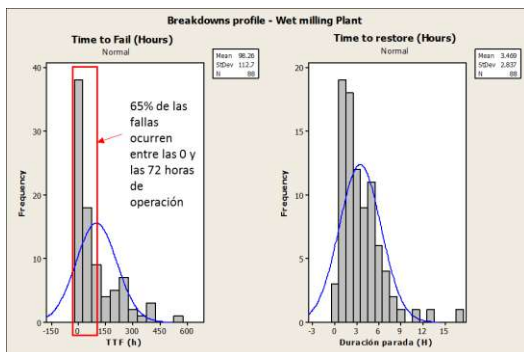 Breakdowns profile - Wet milling Plant
Time to Fail (Hours)
Normal
Mean 98.26
StDev 112.7
N 88
40
30
20
10
0
Frequency
65% de las
fallas
ocurren
entre las 0 y
las 72 horas
de
operación
-150 0 150 300 450 600
TTF (h)
Time to restore (Hours)
Normal
Mean 3.469
StDev 2.837
N 88
20
15
10
5
0
Frequency
-3 0 3 6 9 12 15
Duración parada (H)